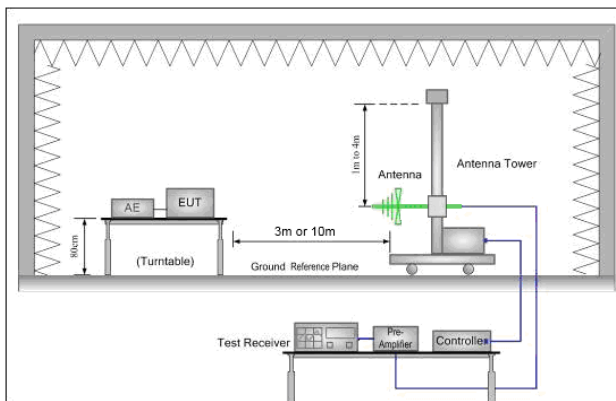 1m to 4m
Antenna
Antenna Tower
AE
EUT
80cm
(Turntable)
3m or 10m
Ground Reference Plane
Test Receiver
Pre-
Amplifier
Controlle